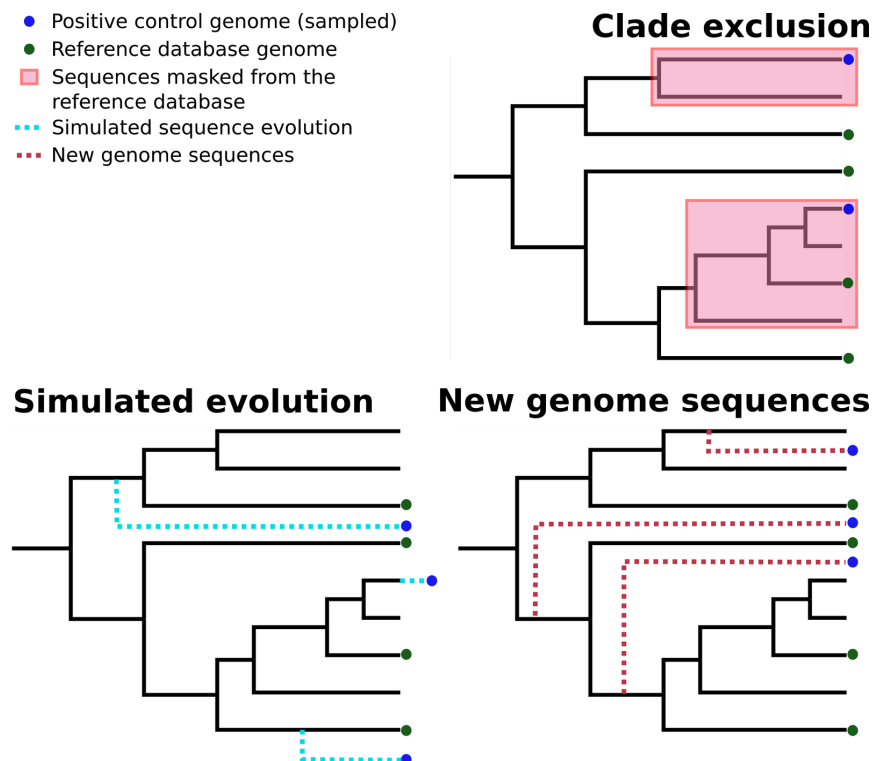 Positive control genome (sampled)
Reference database genome
Sequences masked from the
reference database
Simulated sequence evolution
New genome sequences
Clade exclusion
Simulated evolution
New genome sequences